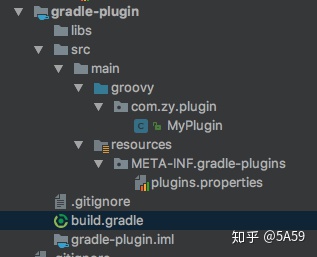 gradle-plugin
libs
src
main
groovy
com.zy.plugin
MyPlugin
resources
META-INF.gradle-plugins
plugins.properties
.gitignore
build.gradle
gradle-plugin.iml
知乎 @5A59
.gitignore